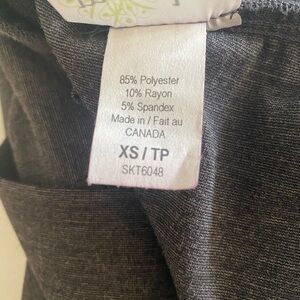 85% Polyester
10% Rayon
5% Spandex
Made in / Fait au
CANADA
XS / TP
SKT6048